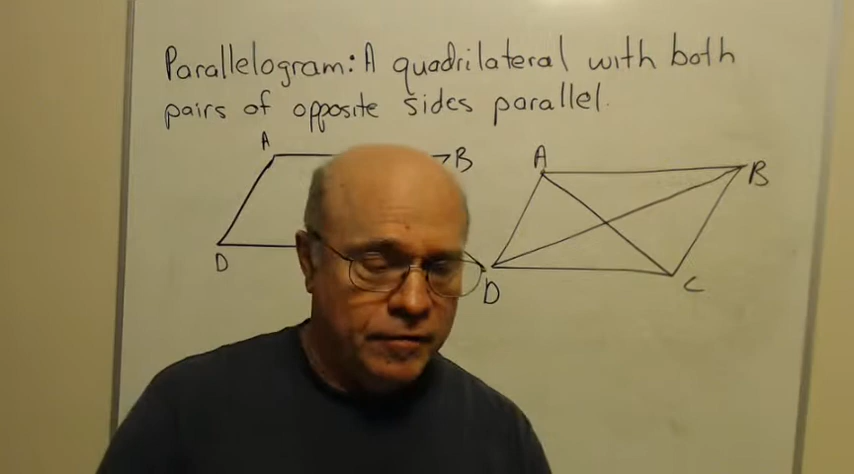 Parallelogram: A quadrilateral with both
pairs of opposite sides parallel.
A
B
D
A
B
D
C